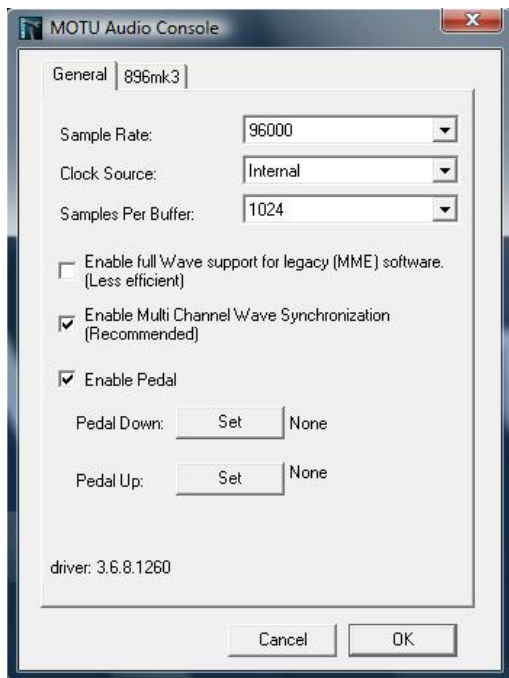 MOTU Audio Console
General
896mk3
Sample Rate:
96000
Clock Source:
Internal
Samples Per Buffer:
1024
Enable full Wave support for legacy (MME) software.
(Less efficient)
Enable Multi Channel Wave Synchronization
(Recommended)
Enable Pedal
Pedal Down:
Set
None
Pedal Up:
Set
None
driver: 3.6.8.1260
Cancel
OK